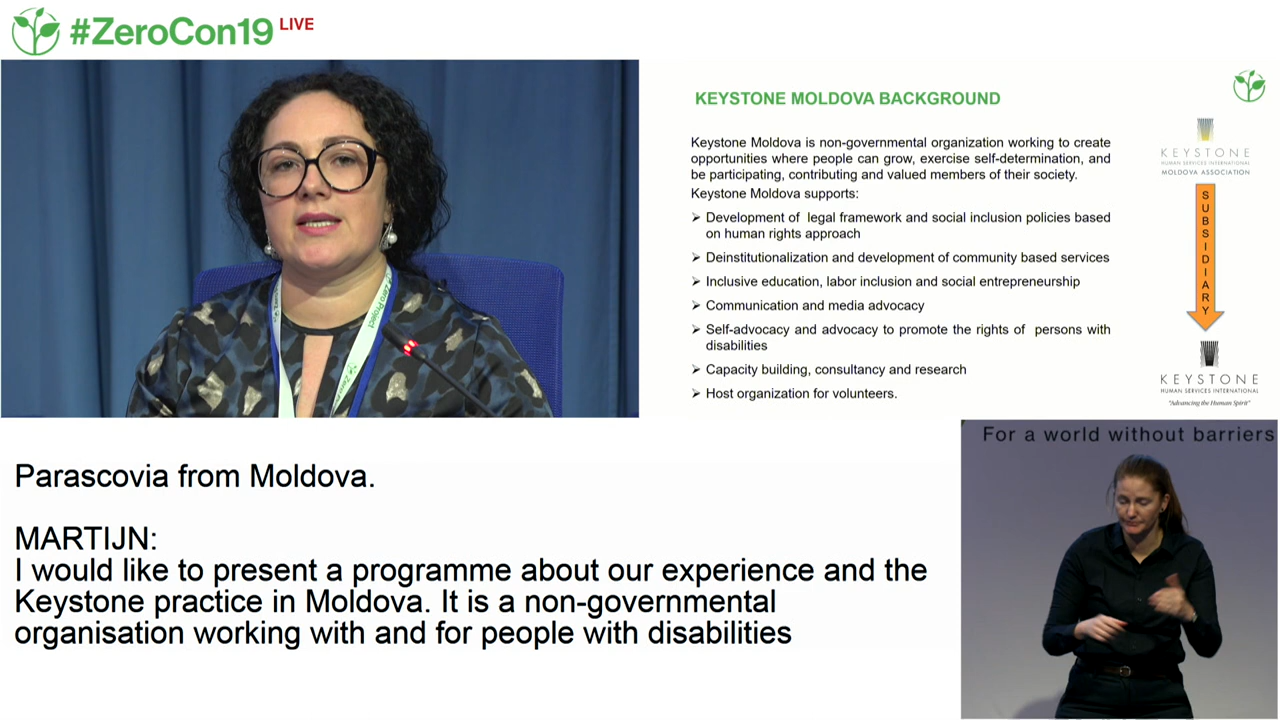 #ZeroCon19 LIVE
KEYSTONE MOLDOVA BACKGROUND
Keystone Moldova is non-governmental organization working to create
opportunities where people can grow, exercise self-determination, and
be participating, contributing and valued members of their society.
Keystone Moldova supports:
➢ Development of legal framework and social inclusion policies based
on human rights approach
➢ Deinstitutionalization and development of community based services
➢ Inclusive education, labor inclusion and social entrepreneurship
➢ Communication and media advocacy
➢ Self-advocacy and advocacy to promote the rights of persons with
disabilities
➢ Capacity building, consultancy and research
➢ Host organization for volunteers.
KEYSTONE
HUMAN SERVICES INTERNATIONAL
MOLDOVA ASSOCIATION
SUBSIDIARY
KEYSTONE
HUMAN SERVICES INTERNATIONAL
"Advancing the Human Spirit"
Zero Project
For a world without barriers
Parascovia from Moldova.
MARTIJN:
I would like to present a programme about our experience and the
Keystone practice in Moldova. It is a non-governmental
organisation working with and for people with disabilities